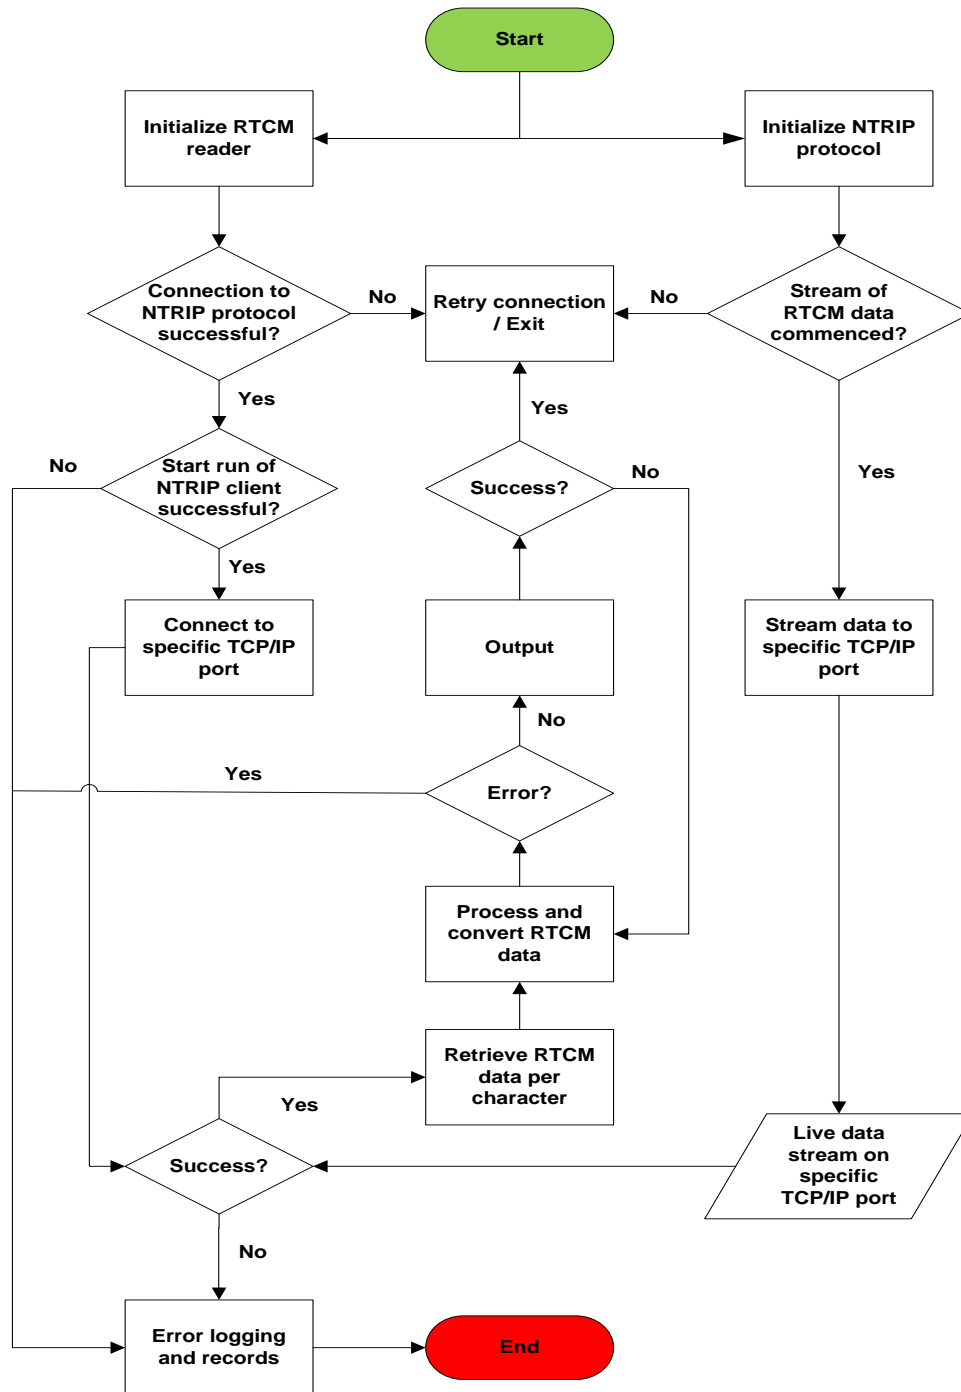 Start
Initialize RTCM
reader
Initialize NTRIP
protocol
Connection to
NTRIP protocol
successful?
No
Retry connection
/ Exit
No
Stream of
RTCM data
commenced?
Yes
Yes
No
Start run of
NTRIP client
successful?
Success?
No
Yes
Yes
Connect to
specific TCP/IP
port
Output
Stream data to
specific TCP/IP
port
No
Yes
Error?
Process and
convert RTCM
data
Retrieve RTCM
data per
character
Yes
Success?
Live data
stream on
specific
TCP/IP port
No
Error logging
and records
End